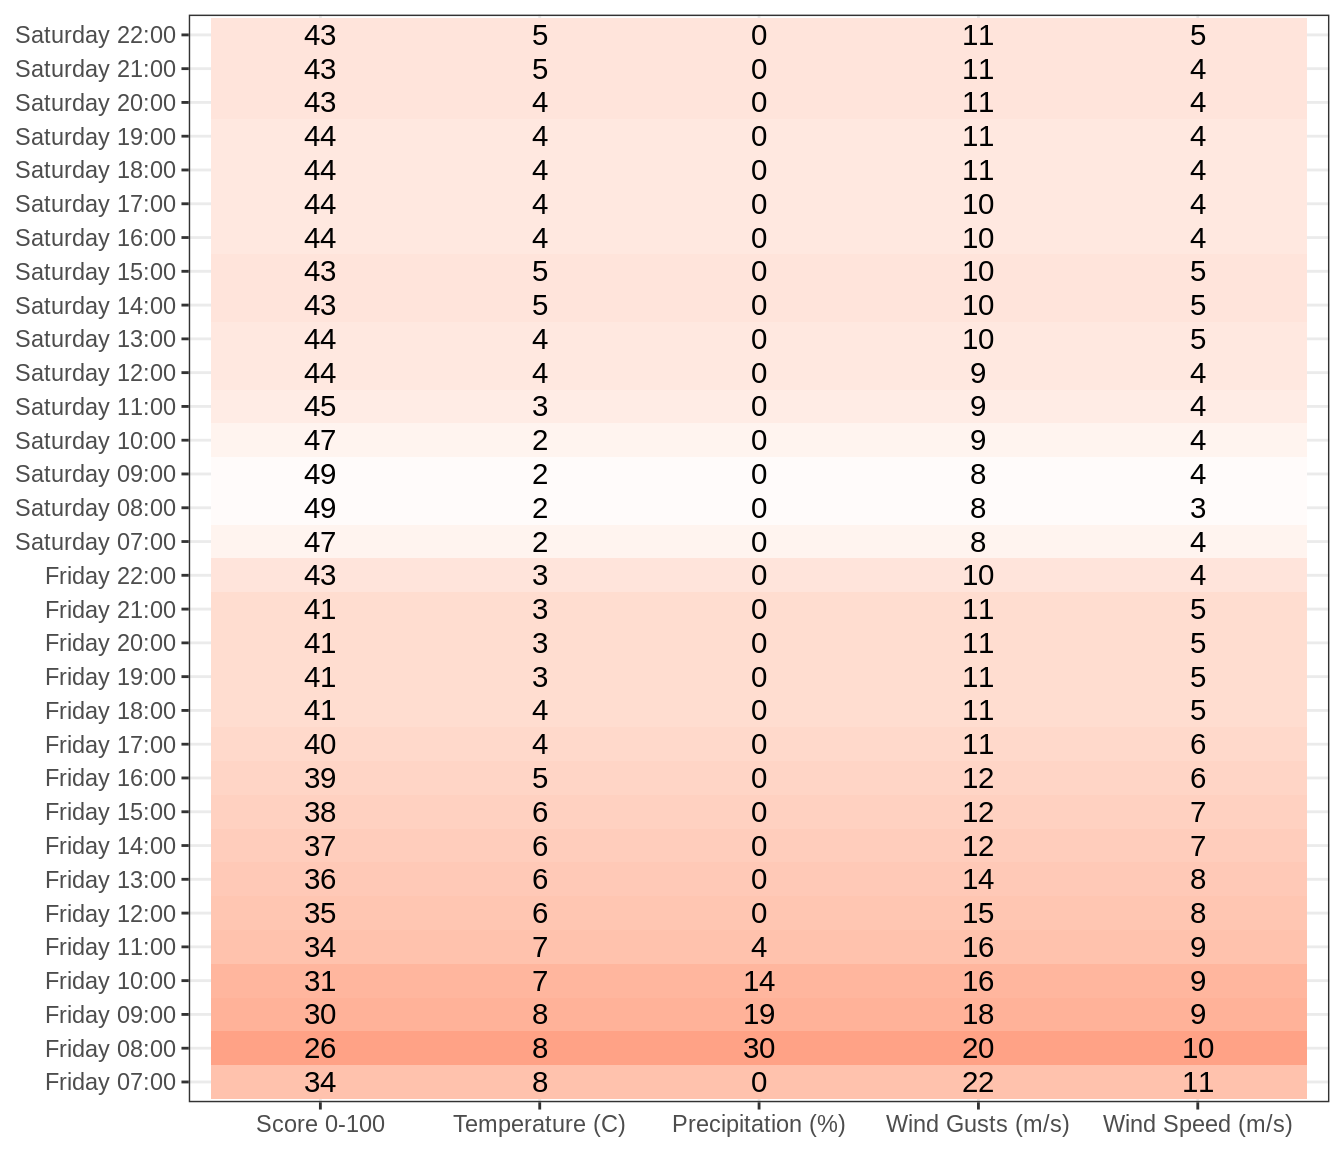 Saturday 22:00 43 5 0 11 5
Saturday 21:00 43 5 0 11 4
Saturday 20:00 43 4 0 11 4
Saturday 19:00 44 4 0 11 4
Saturday 18:00 44 4 0 11 4
Saturday 17:00 44 4 0 10 4
Saturday 16:00 44 4 0 10 4
Saturday 15:00 43 5 0 10 5
Saturday 14:00 43 5 0 10 5
Saturday 13:00 44 4 0 10 5
Saturday 12:00 44 4 0 9 4
Saturday 11:00 45 3 0 9 4
Saturday 10:00 47 2 0 9 4
Saturday 09:00 49 2 0 8 4
Saturday 08:00 49 2 0 8 3
Saturday 07:00 47 2 0 8 4
Friday 22:00 43 3 0 10 4
Friday 21:00 41 3 0 11 5
Friday 20:00 41 3 0 11 5
Friday 19:00 41 3 0 11 5
Friday 18:00 41 4 0 11 5
Friday 17:00 40 4 0 11 6
Friday 16:00 39 5 0 12 6
Friday 15:00 38 6 0 12 7
Friday 14:00 37 6 0 12 7
Friday 13:00 36 6 0 14 8
Friday 12:00 35 6 0 15 8
Friday 11:00 34 7 4 16 9
Friday 10:00 31 7 14 16 9
Friday 09:00 30 8 19 18 9
Friday 08:00 26 8 30 20 10
Friday 07:00 34 8 0 22 11
Score 0-100 Temperature (C) Precipitation (%) Wind Gusts (m/s) Wind Speed (m/s)